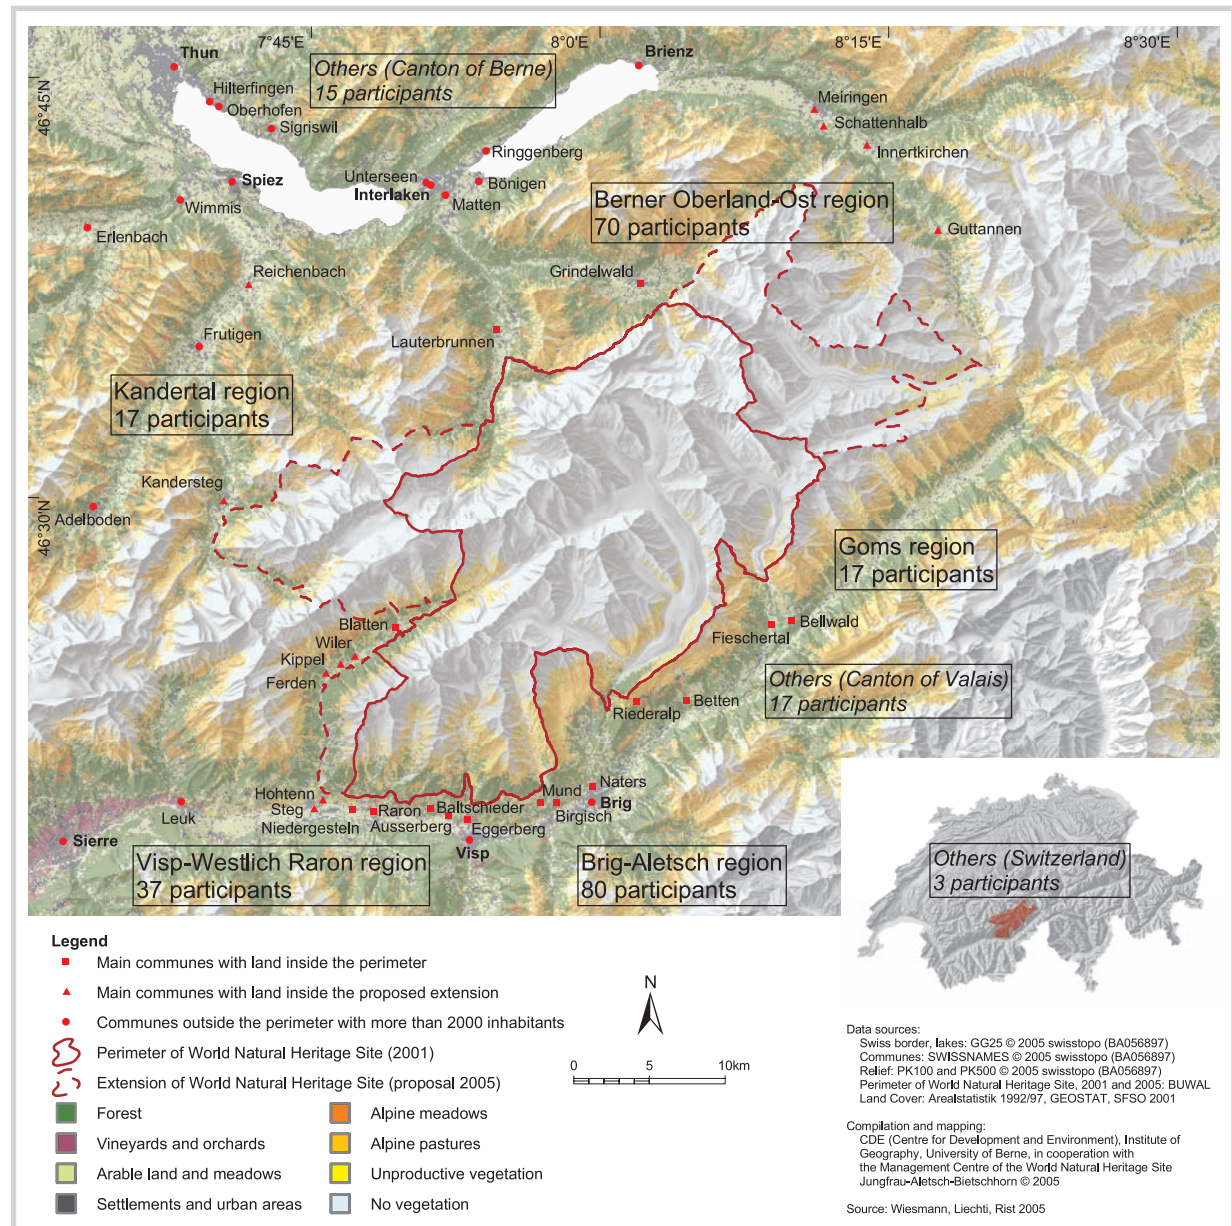 7°45'E
8°0'E
8°15'E
8°30'E
46°45'N
46°30'N
Thun
Others (Canton of Berne)
15 participants
Brienz
Hilterfingen
Oberhofen
Sigriswil
Meiringen
Schattenhalb
Innertkirchen
Ringgenberg
Unterseen
Interlaken
Bönigen
Matten
Spiez
Wimmis
Erlenbach
Berner Oberland-Ost region
70 participants
Guttannen
Reichenbach
Grindelwald
Frutigen
Lauterbrunnen
Kandertal region
17 participants
Kandersteg
Adelboden
Goms region
17 participants
Blatten
Wiler
Kippel
Ferden
Bellwald
Fieschertal
Others (Canton of Valais)
17 participants
Riederalp
Betten
Naters
Mund
Brig
Birgisch
Hohtenn
Steg
Niedergesteln
Raron
Ausserberg
Baltschieder
Eggerberg
Visp
Leuk
Sierre
Visp-Westlich Raron region
37 participants
Brig-Aletsch region
80 participants
Others (Switzerland)
3 participants
Legend
Main communes with land inside the perimeter
Main communes with land inside the proposed extension
Communes outside the perimeter with more than 2000 inhabitants
Perimeter of World Natural Heritage Site (2001)
Extension of World Natural Heritage Site (proposal 2005)
Forest
Vineyards and orchards
Arable land and meadows
Settlements and urban areas
Alpine meadows
Alpine pastures
Unproductive vegetation
No vegetation
N
0 5 10km
Data sources:
Swiss border, lakes: GG25 © 2005 swisstopo (BA056897)
Communes: SWISSNAMES © 2005 swisstopo (BA056897)
Relief: PK100 and PK500 © 2005 swisstopo (BA056897)
Perimeter of World Natural Heritage Site, 2001 and 2005: BUWAL
Land Cover: Arealstatistik 1992/97, GEOSTAT, SFSO 2001
Compilation and mapping:
CDE (Centre for Development and Environment), Institute of
Geography, University of Berne, in cooperation with
the Management Centre of the World Natural Heritage Site
Jungfrau-Aletsch-Bietschhorn © 2005
Source: Wiesmann, Liechti, Rist 2005